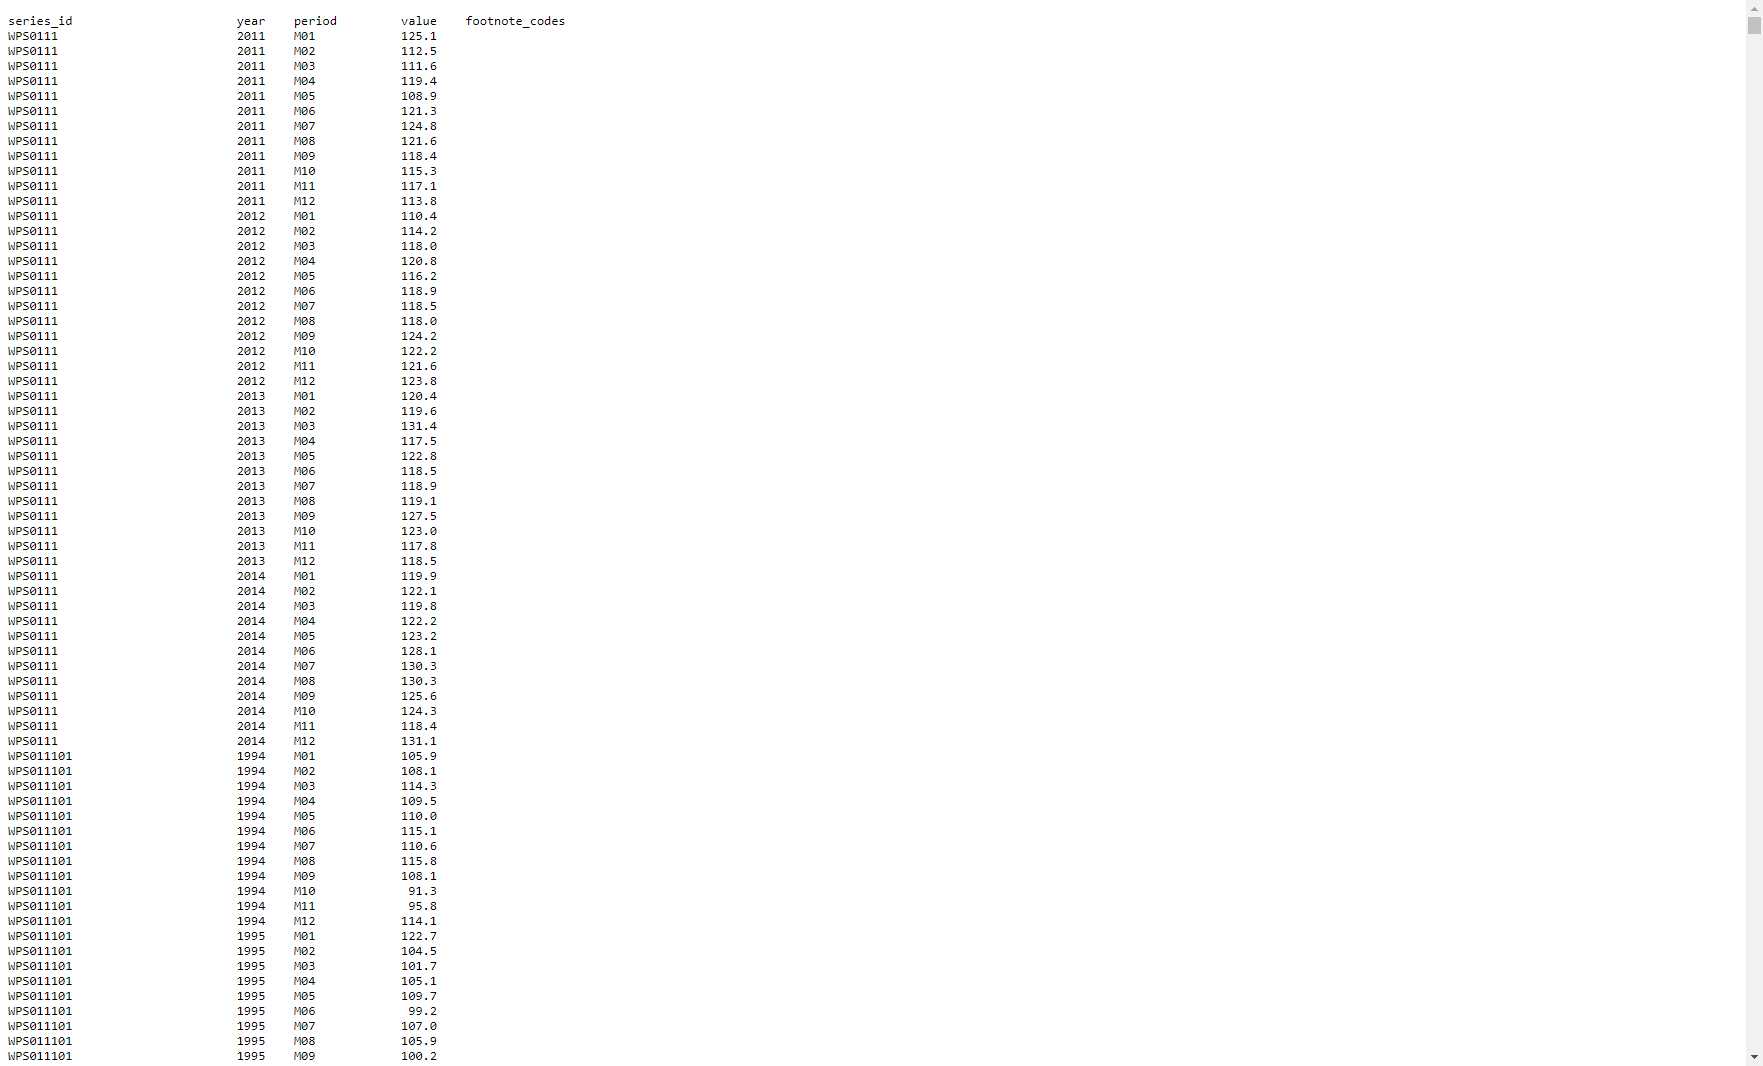 series_id year period value footnote_codes
WPS0111 2011 M01 125.1
WPS0111 2011 M02 112.5
WPS0111 2011 M03 111.6
WPS0111 2011 M04 119.4
WPS0111 2011 M05 108.9
WPS0111 2011 M06 121.3
WPS0111 2011 M07 124.8
WPS0111 2011 M08 121.6
WPS0111 2011 M09 118.4
WPS0111 2011 M10 115.3
WPS0111 2011 M11 117.1
WPS0111 2011 M12 113.8
WPS0111 2012 M01 110.4
WPS0111 2012 M02 114.2
WPS0111 2012 M03 118.0
WPS0111 2012 M04 120.8
WPS0111 2012 M05 116.2
WPS0111 2012 M06 118.9
WPS0111 2012 M07 118.5
WPS0111 2012 M08 118.0
WPS0111 2012 M09 124.2
WPS0111 2012 M10 122.2
WPS0111 2012 M11 121.6
WPS0111 2012 M12 123.8
WPS0111 2013 M01 120.4
WPS0111 2013 M02 119.6
WPS0111 2013 M03 131.4
WPS0111 2013 M04 117.5
WPS0111 2013 M05 122.8
WPS0111 2013 M06 118.5
WPS0111 2013 M07 118.9
WPS0111 2013 M08 119.1
WPS0111 2013 M09 127.5
WPS0111 2013 M10 123.0
WPS0111 2013 M11 117.8
WPS0111 2013 M12 118.5
WPS0111 2014 M01 119.9
WPS0111 2014 M02 122.1
WPS0111 2014 M03 119.8
WPS0111 2014 M04 122.2
WPS0111 2014 M05 123.2
WPS0111 2014 M06 128.1
WPS0111 2014 M07 130.3
WPS0111 2014 M08 130.3
WPS0111 2014 M09 125.6
WPS0111 2014 M10 124.3
WPS0111 2014 M11 118.4
WPS0111 2014 M12 131.1
WPS011101 1994 M01 105.9
WPS011101 1994 M02 108.1
WPS011101 1994 M03 114.3
WPS011101 1994 M04 109.5
WPS011101 1994 M05 110.0
WPS011101 1994 M06 115.1
WPS011101 1994 M07 110.6
WPS011101 1994 M08 115.8
WPS011101 1994 M09 108.1
WPS011101 1994 M10 91.3
WPS011101 1994 M11 95.8
WPS011101 1994 M12 114.1
WPS011101 1995 M01 122.7
WPS011101 1995 M02 104.5
WPS011101 1995 M03 101.7
WPS011101 1995 M04 105.1
WPS011101 1995 M05 109.7
WPS011101 1995 M06 99.2
WPS011101 1995 M07 107.0
WPS011101 1995 M08 105.9
WPS011101 1995 M09 100.2